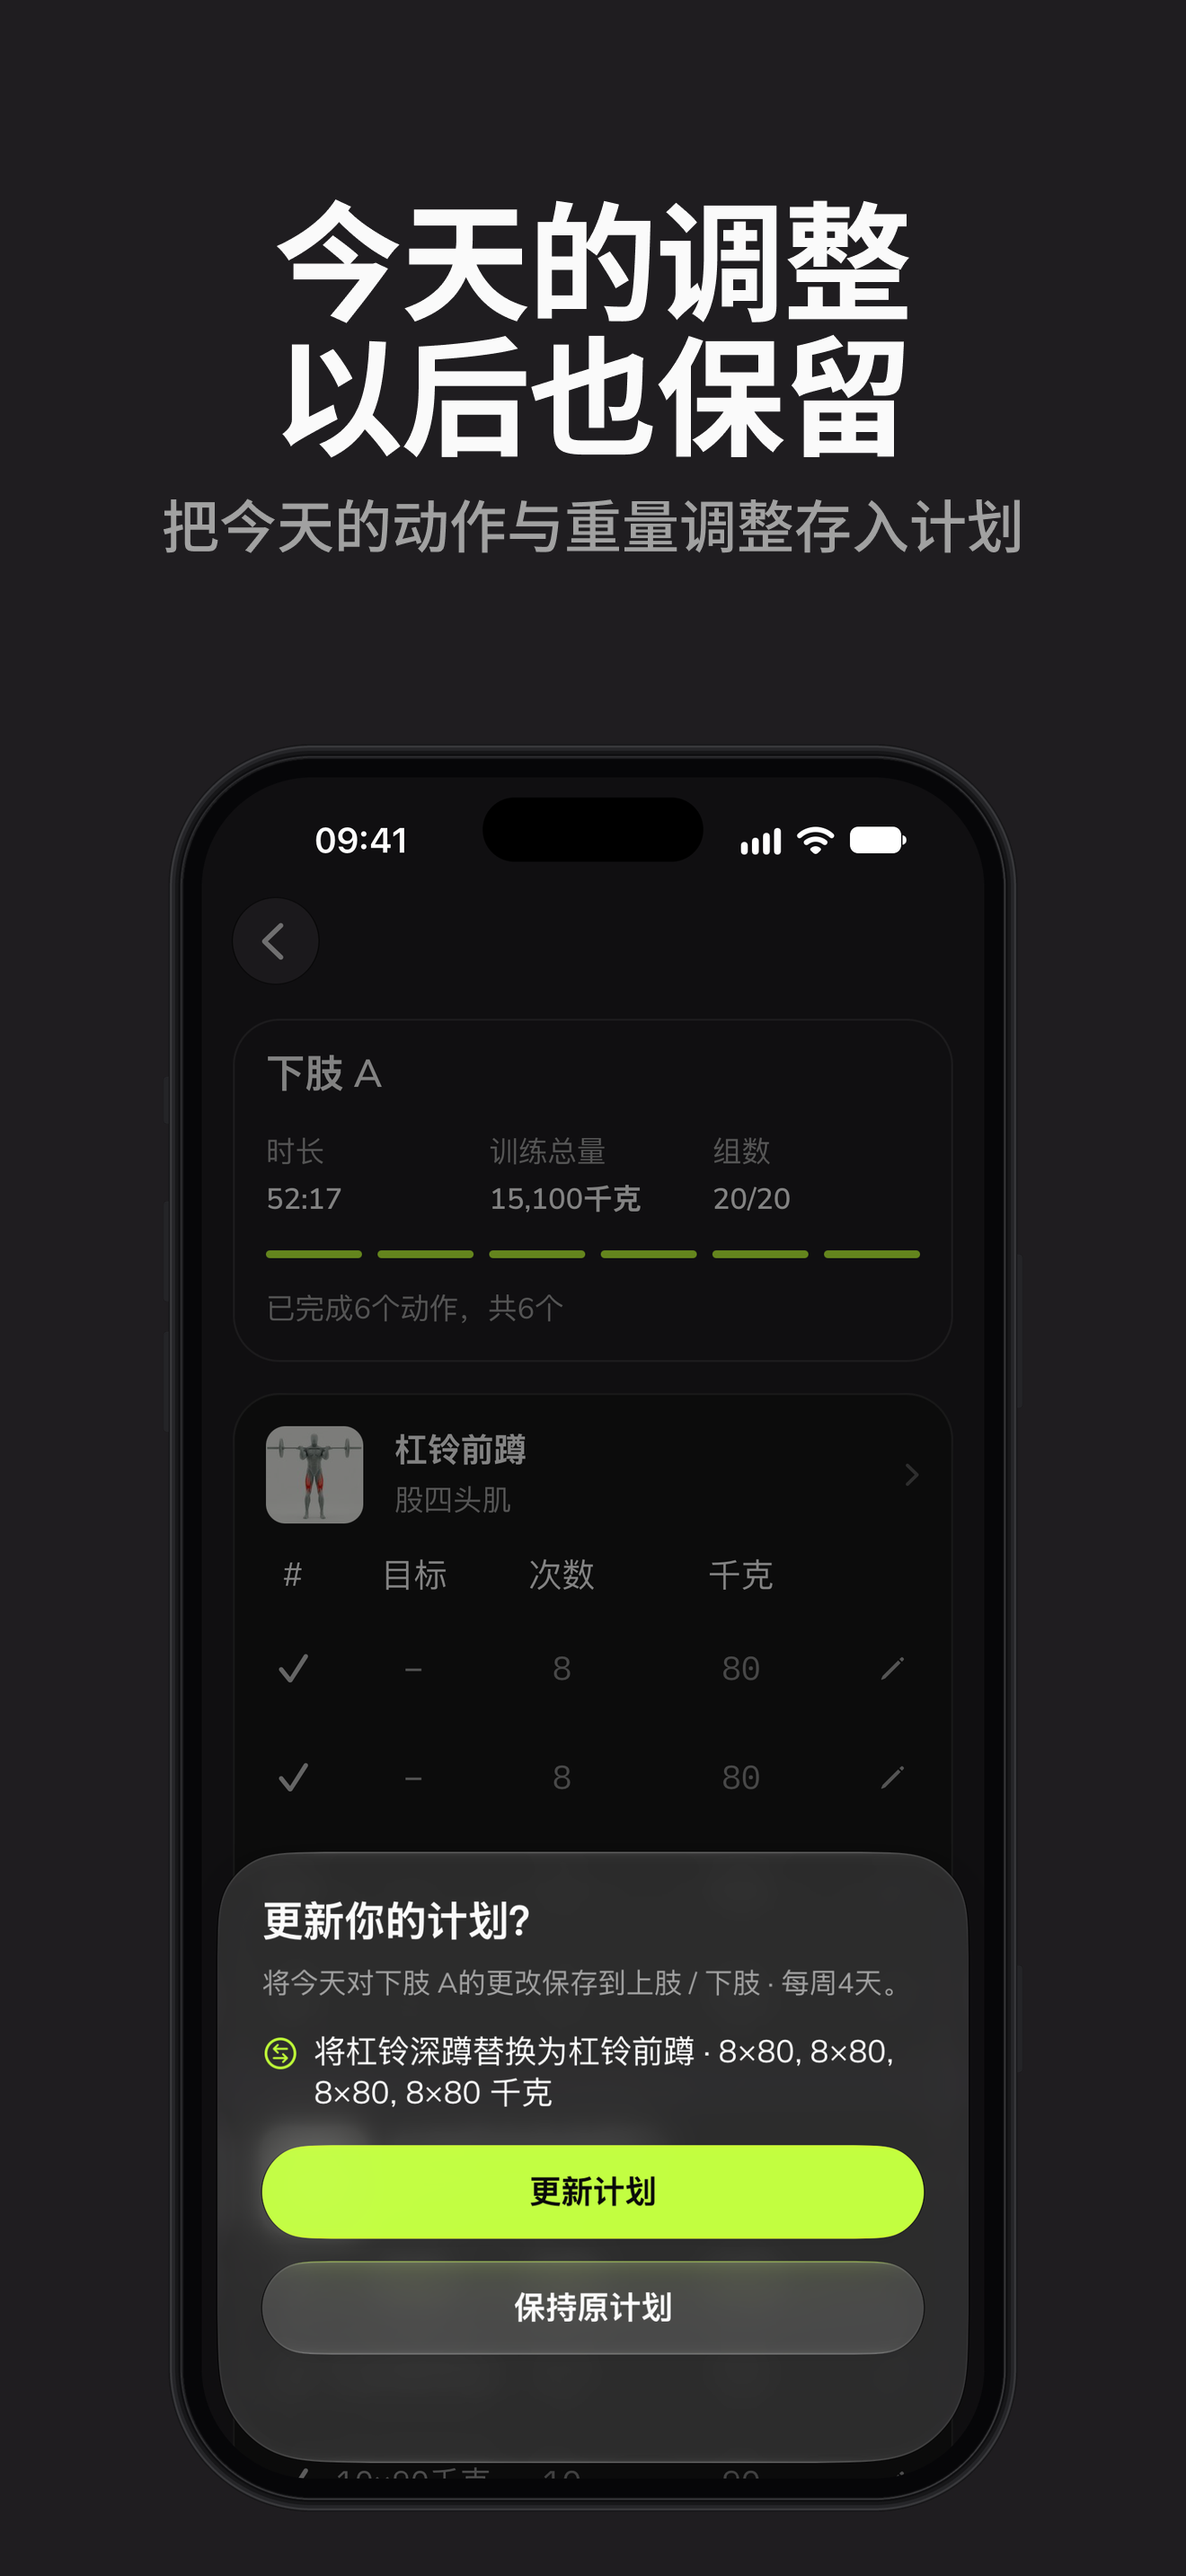 今天的调整
以后也保留
把今天的动作与重量调整存入计划
09:41
下肢 A
时长 训练总量 组数
52:17 15,100千克 20/20
已完成6个动作，共6个
杠铃前蹲
股四头肌
# 目标 次数 千克
– 8 80
– 8 80
更新你的计划?
将今天对下肢 A的更改保存到上肢 / 下肢 · 每周4天。
将杠铃深蹲替换为杠铃前蹲 · 8×80, 8×80,
8×80, 8×80 千克
更新计划
保持原计划